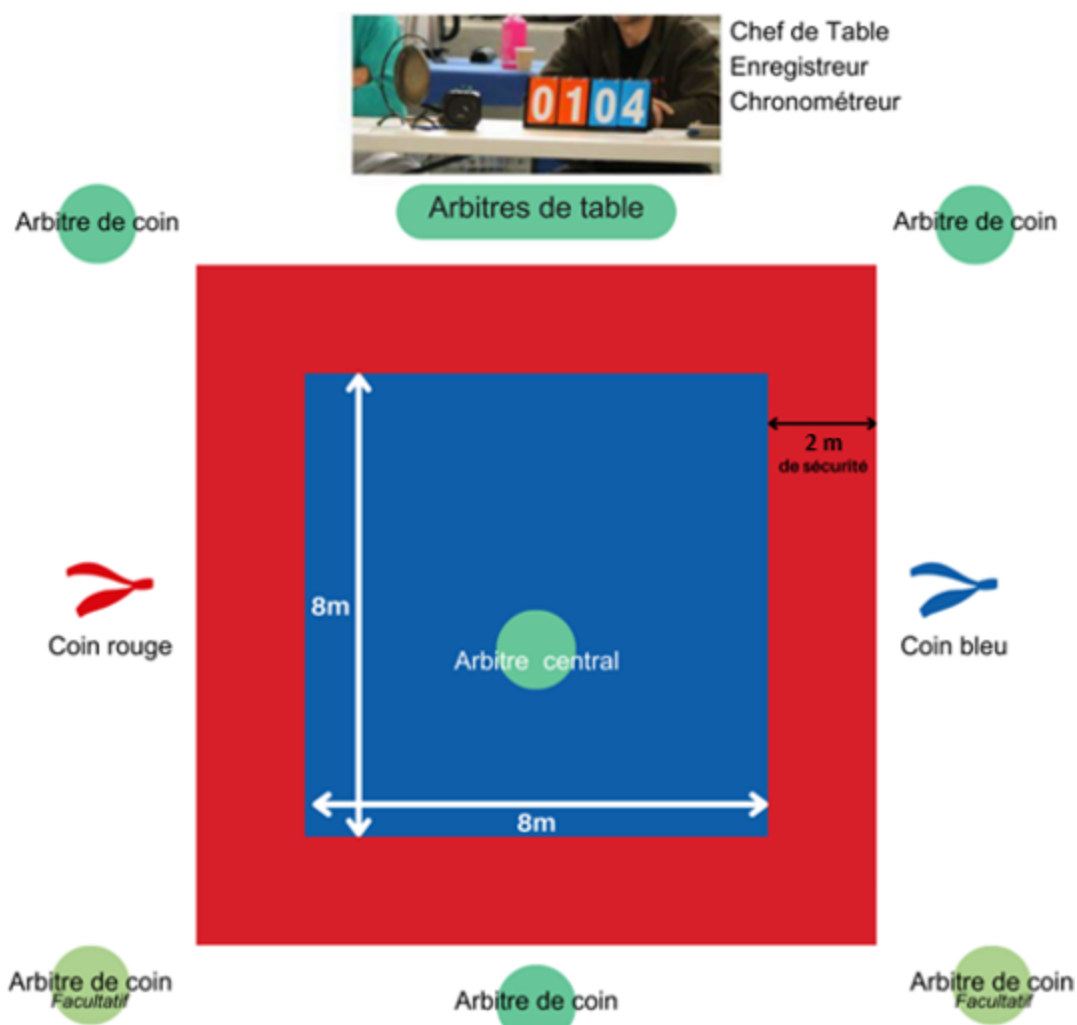 Chef de Table
Enregistreur
Chronométreur
0104
Arbitre de coin
Arbitres de table
Arbitre de coin
2 m
de sécurité
8m
Coin rouge
Coin bleu
Arbitre central
8m
Arbitre de coin
Facultatif
Arbitre de coin
Arbitre de coin
Facultatif